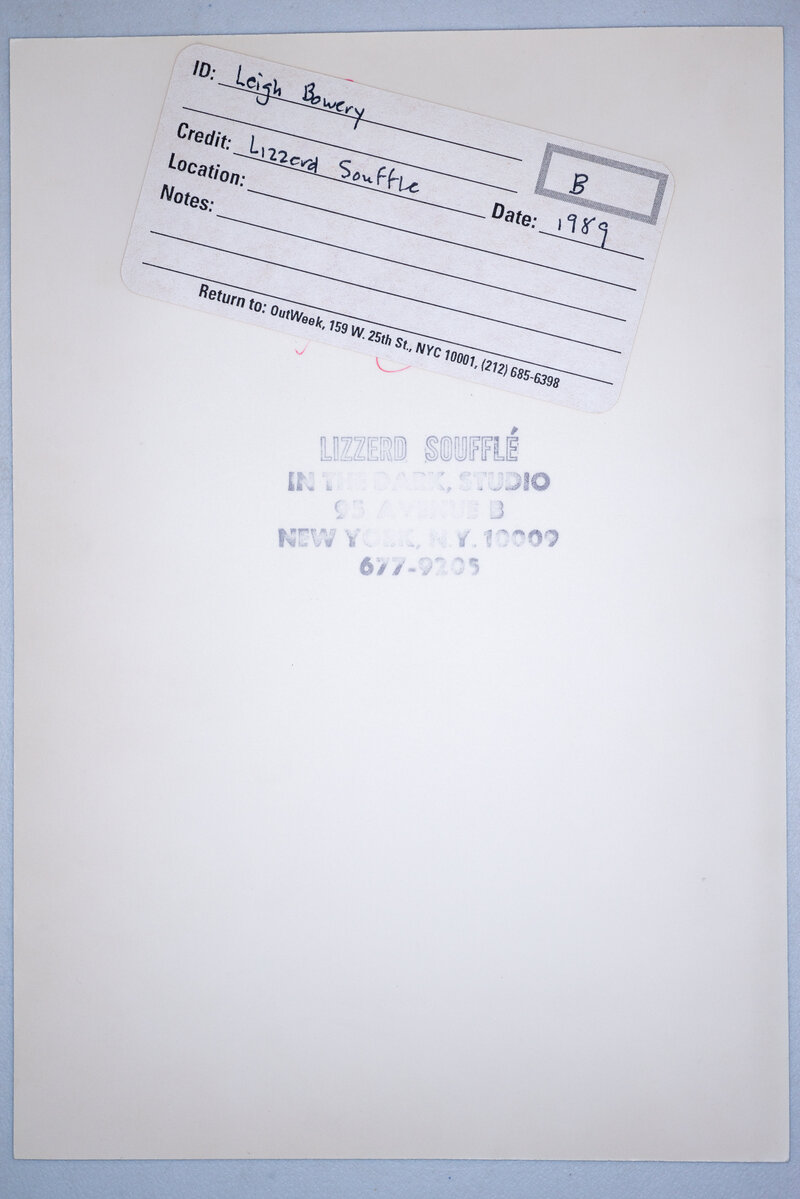 ID: Leigh Bowery
B
Credit: Lizzerd Souffle
Location:
Date: 1989
Notes:
Return to: OutWeek, 159 W. 25th St., NYC 10001, (212) 685-6398
LIZZERD SOUFFLÉ
IN THE DARK, STUDIO
95 AVENUE B
NEW YORK, N.Y. 10009
677-9205